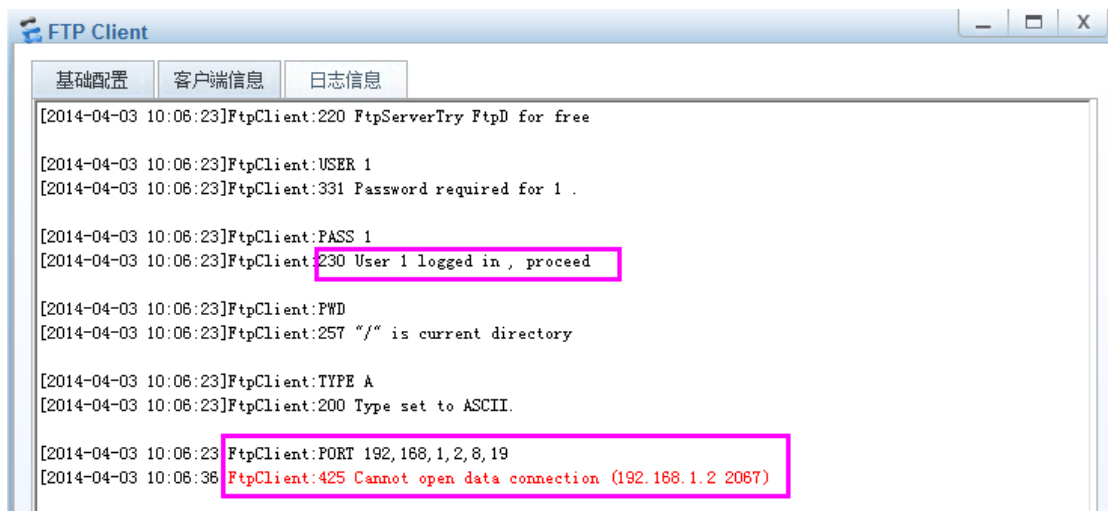 FTP Client
基础配置 客户端信息 日志信息
[2014-04-03 10:06:23]FtpClient:220 FtpServerTry FtpD for free
[2014-04-03 10:06:23]FtpClient:USER 1
[2014-04-03 10:06:23]FtpClient:331 Password required for 1 .
[2014-04-03 10:06:23]FtpClient:PASS 1
[2014-04-03 10:06:23]FtpClient:230 User 1 logged in , proceed
[2014-04-03 10:06:23]FtpClient:PWD
[2014-04-03 10:06:23]FtpClient:257 "/" is current directory
[2014-04-03 10:06:23]FtpClient:TYPE A
[2014-04-03 10:06:23]FtpClient:200 Type set to ASCII.
[2014-04-03 10:06:23]FtpClient:PORT 192,168,1,2,8,19
[2014-04-03 10:06:36]FtpClient:425 Cannot open data connection (192.168.1.2 2067)